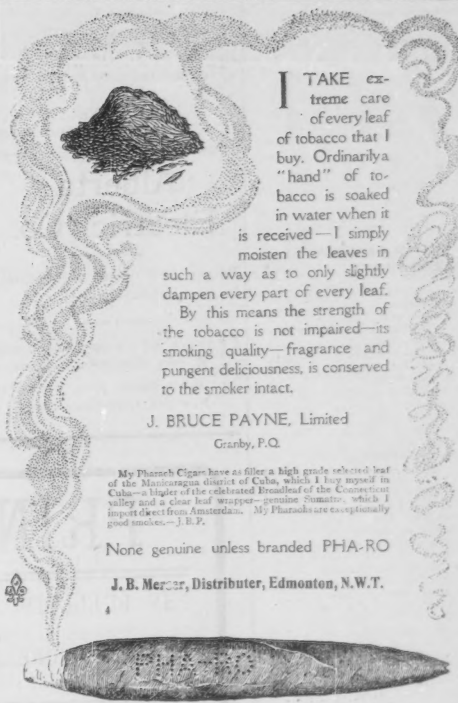 I TAKE ex-
treme care
of every leaf
of tobacco that I
buy. Ordinarily a
"hand" of to-
bacco is soaked
in water when it
is received—I simply
moisten the leaves in
such a way as to only slightly
dampen every part of every leaf.
By this means the strength of
the tobacco is not impaired—its
smoking quality—fragrance and
pungent deliciousness, is conserved
to the smoker intact.
J. BRUCE PAYNE, Limited
Granby, P.Q.
My Pharaoh Cigars have as filler a high grade selected leaf
of the Manicaragua district of Cuba, which I buy myself in
Cuba—a binder of the celebrated Broadleaf of the Connecticut
valley and a clear leaf wrapper—genuine Sumatra, which I
import direct from Amsterdam. My Pharaohs are exceptionally
good smokes.—J.B.P.
None genuine unless branded PHA-RO
J. B. Mercer, Distributer, Edmonton, N.W.T.
4
PHA-RO